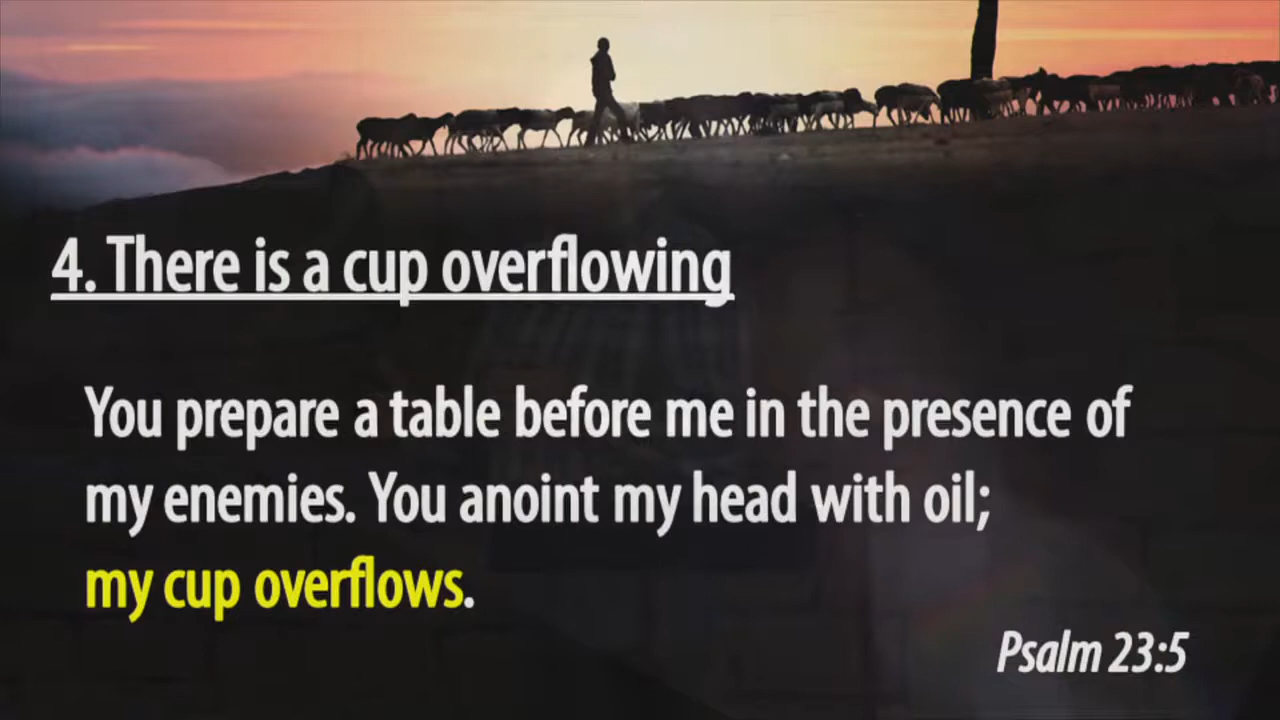 4. There is a cup overflowing
You prepare a table before me in the presence of
my enemies. You anoint my head with oil;
my cup overflows.
Psalm 23:5